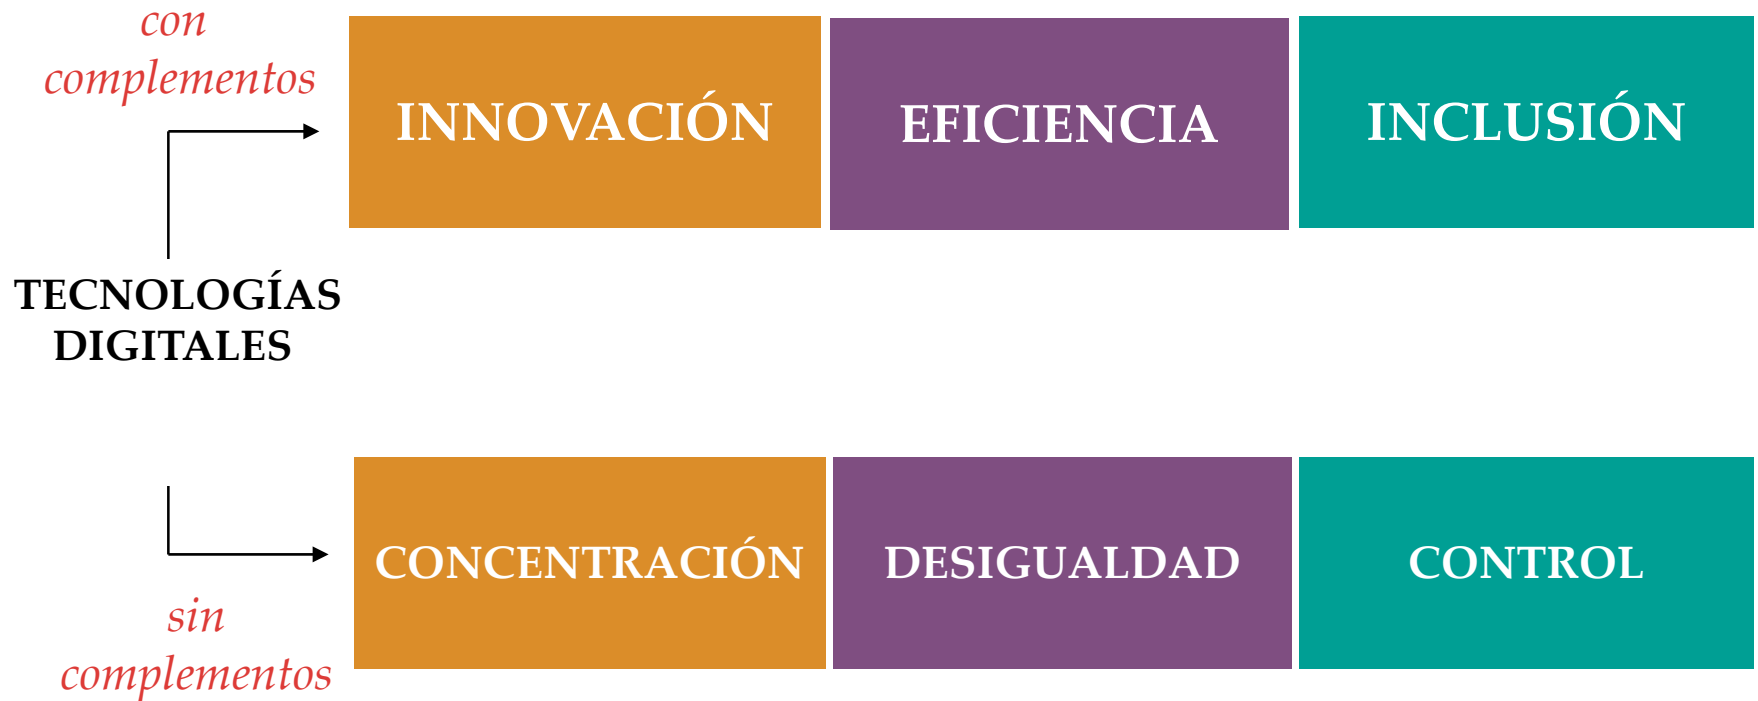 con
complementos
INNOVACIÓN
EFICIENCIA
INCLUSIÓN
TECNOLOGÍAS
DIGITALES
CONCENTRACIÓN
DESIGUALDAD
CONTROL
sin
complementos